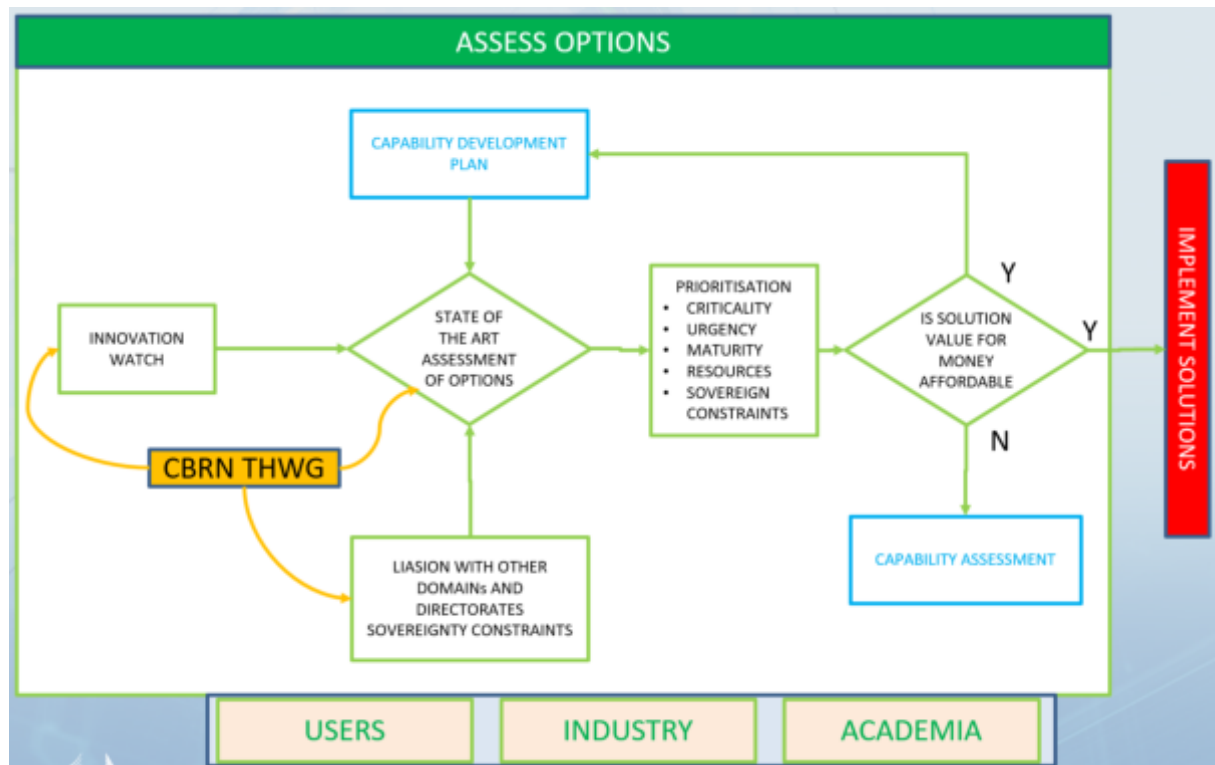 ASSESS OPTIONS
CAPABILITY DEVELOPMENT
PLAN
INNOVATION
WATCH
STATE OF
THE ART
ASSESSMENT
OF OPTIONS
PRIORITISATION
• CRITICALITY
• URGENCY
• MATURITY
• RESOURCES
• SOVEREIGN
CONSTRAINTS
IS SOLUTION
VALUE FOR
MONEY
AFFORDABLE
Y
Y
N
IMPLEMENT SOLUTIONS
CBRN THWG
LIASION WITH OTHER
DOMAINs AND
DIRECTORATES
SOVEREIGNTY CONSTRAINTS
CAPABILITY ASSESSMENT
USERS
INDUSTRY
ACADEMIA